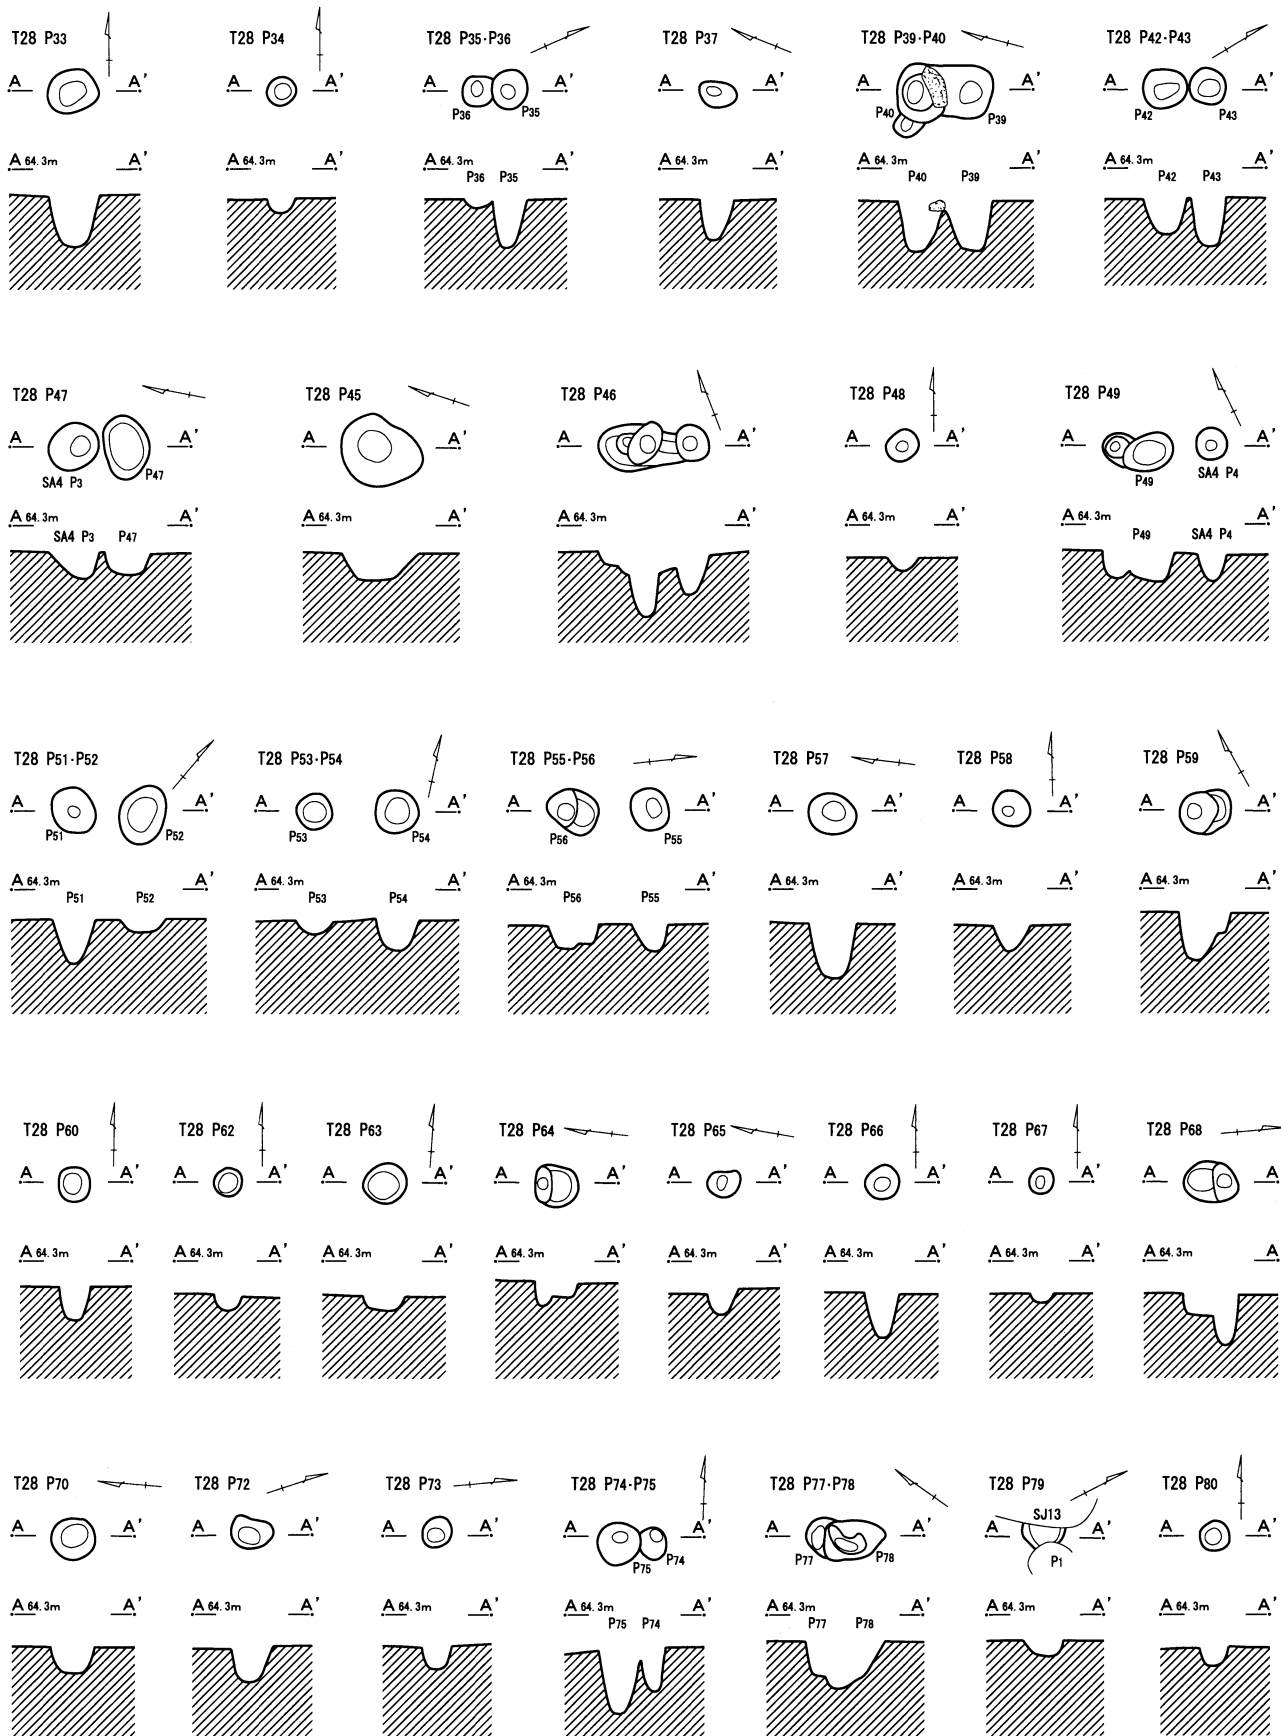 T28 P33
T28 P34
T28 P35·P36
T28 P37
T28 P39·P40
T28 P42·P43
A A'
A A'
A A'
P36 P35
A A'
A A'
P40 P39
A A'
P42 P43
A 64.3m A'
A 64.3m A'
A 64.3m A'
P36 P35
A 64.3m A'
A 64.3m A'
P40 P39
A 64.3m A'
P42 P43
T28 P47
T28 P45
T28 P46
T28 P48
T28 P49
A A'
SA4 P3 P47
A A'
A A'
A A'
A A'
P49 SA4 P4
A 64.3m A'
SA4 P3 P47
A 64.3m A'
A 64.3m A'
A 64.3m A'
A 64.3m A'
P49 SA4 P4
T28 P51·P52
T28 P53·P54
T28 P55·P56
T28 P57
T28 P58
T28 P59
A A'
P51 P52
A A'
P53 P54
A A'
P56 P55
A A'
A A'
A A'
A 64.3m A'
P51 P52
A 64.3m A'
P53 P54
A 64.3m A'
P56 P55
A 64.3m A'
A 64.3m A'
A 64.3m A'
T28 P60
T28 P62
T28 P63
T28 P64
T28 P65
T28 P66
T28 P67
T28 P68
A A'
A A'
A A'
A A'
A A'
A A'
A A'
A A'
A 64.3m A'
A 64.3m A'
A 64.3m A'
A 64.3m A'
A 64.3m A'
A 64.3m A'
A 64.3m A'
A 64.3m A
T28 P70
T28 P72
T28 P73
T28 P74·P75
T28 P77·P78
T28 P79
T28 P80
A A'
A A'
A A'
A A'
P75 P74
A A'
P77 P78
SJ13
A A'
P1
A A'
A 64.3m A'
A 64.3m A'
A 64.3m A'
A 64.3m A'
P75 P74
A 64.3m A'
P77 P78
A 64.3m A'
A 64.3m A'